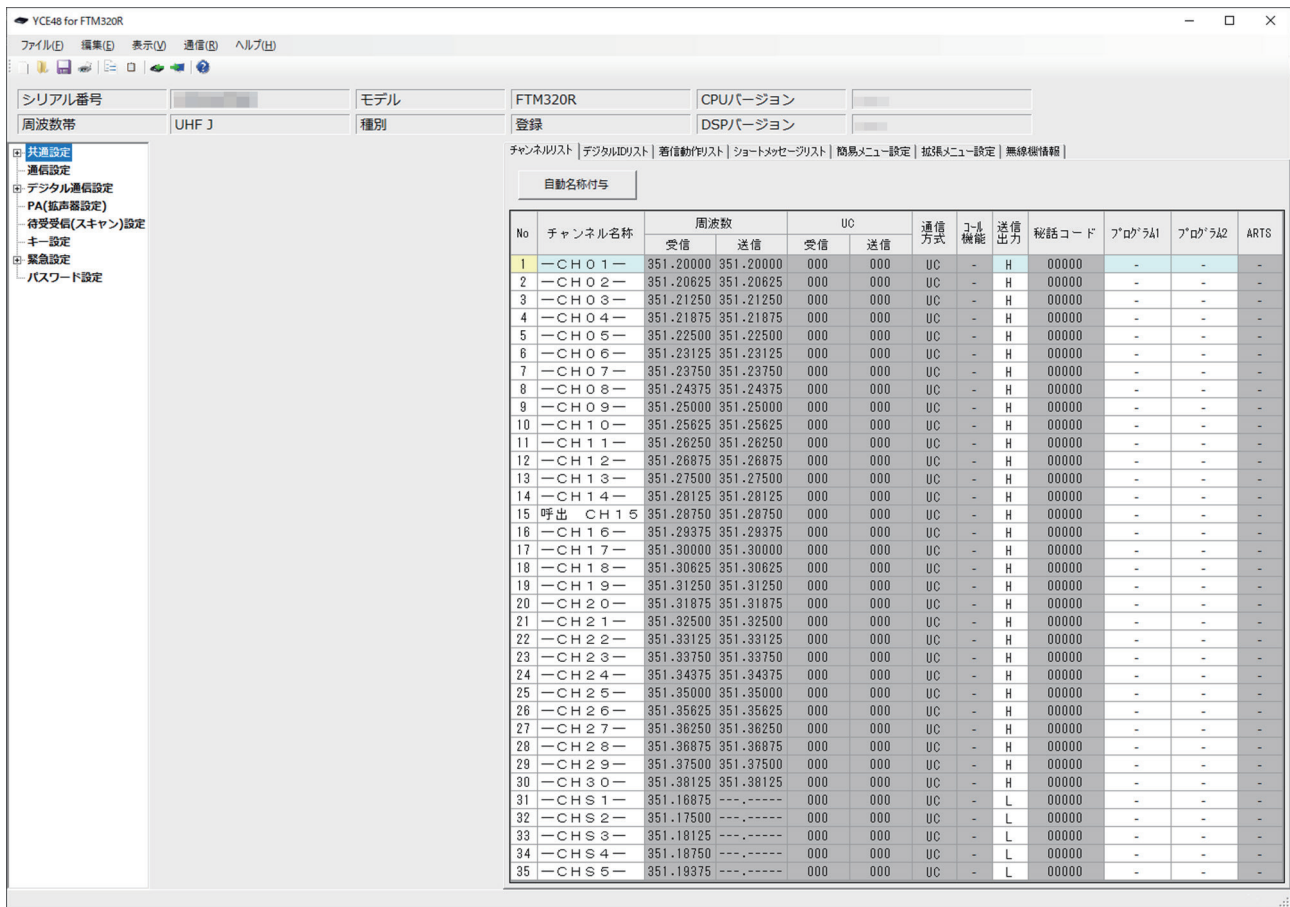 YCE48 for FTM320R
ファイル(F) 編集(E) 表示(V) 通信(R) ヘルプ(H)
シリアル番号 モデル FTM320R CPUバージョン
周波数帯 UHF J 種別 登録 DSPバージョン
共通設定
通信設定
デジタル通信設定
PA(拡声器設定)
待受受信(スキャン)設定
キー設定
緊急設定
パスワード設定
チャンネルリスト デジタルIDリスト 着信動作リスト ショートメッセージリスト 簡易メニュー設定 拡張メニュー設定 無線機情報
自動名称付与
No チャンネル名称 周波数 UC 通信方式 コール機能 送信出力 秘話コード プログラム1 プログラム2 ARTS
受信 送信 受信 送信
1 ーCH01ー 351.20000 351.20000 000 000 UC - H 00000 - - -
2 ーCH02ー 351.20625 351.20625 000 000 UC - H 00000 - - -
3 ーCH03ー 351.21250 351.21250 000 000 UC - H 00000 - - -
4 ーCH04ー 351.21875 351.21875 000 000 UC - H 00000 - - -
5 ーCH05ー 351.22500 351.22500 000 000 UC - H 00000 - - -
6 ーCH06ー 351.23125 351.23125 000 000 UC - H 00000 - - -
7 ーCH07ー 351.23750 351.23750 000 000 UC - H 00000 - - -
8 ーCH08ー 351.24375 351.24375 000 000 UC - H 00000 - - -
9 ーCH09ー 351.25000 351.25000 000 000 UC - H 00000 - - -
10 ーCH10ー 351.25625 351.25625 000 000 UC - H 00000 - - -
11 ーCH11ー 351.26250 351.26250 000 000 UC - H 00000 - - -
12 ーCH12ー 351.26875 351.26875 000 000 UC - H 00000 - - -
13 ーCH13ー 351.27500 351.27500 000 000 UC - H 00000 - - -
14 ーCH14ー 351.28125 351.28125 000 000 UC - H 00000 - - -
15 呼出 CH15 351.28750 351.28750 000 000 UC - H 00000 - - -
16 ーCH16ー 351.29375 351.29375 000 000 UC - H 00000 - - -
17 ーCH17ー 351.30000 351.30000 000 000 UC - H 00000 - - -
18 ーCH18ー 351.30625 351.30625 000 000 UC - H 00000 - - -
19 ーCH19ー 351.31250 351.31250 000 000 UC - H 00000 - - -
20 ーCH20ー 351.31875 351.31875 000 000 UC - H 00000 - - -
21 ーCH21ー 351.32500 351.32500 000 000 UC - H 00000 - - -
22 ーCH22ー 351.33125 351.33125 000 000 UC - H 00000 - - -
23 ーCH23ー 351.33750 351.33750 000 000 UC - H 00000 - - -
24 ーCH24ー 351.34375 351.34375 000 000 UC - H 00000 - - -
25 ーCH25ー 351.35000 351.35000 000 000 UC - H 00000 - - -
26 ーCH26ー 351.35625 351.35625 000 000 UC - H 00000 - - -
27 ーCH27ー 351.36250 351.36250 000 000 UC - H 00000 - - -
28 ーCH28ー 351.36875 351.36875 000 000 UC - H 00000 - - -
29 ーCH29ー 351.37500 351.37500 000 000 UC - H 00000 - - -
30 ーCH30ー 351.38125 351.38125 000 000 UC - H 00000 - - -
31 ーCHS1ー 351.16875 ---.----- 000 000 UC - L 00000 - - -
32 ーCHS2ー 351.17500 ---.----- 000 000 UC - L 00000 - - -
33 ーCHS3ー 351.18125 ---.----- 000 000 UC - L 00000 - - -
34 ーCHS4ー 351.18750 ---.----- 000 000 UC - L 00000 - - -
35 ーCHS5ー 351.19375 ---.----- 000 000 UC - L 00000 - - -